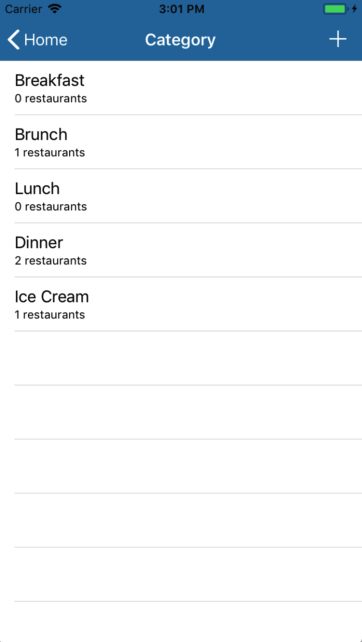 Carrier 3:01 PM
Home Category +
Breakfast
0 restaurants
Brunch
1 restaurants
Lunch
0 restaurants
Dinner
2 restaurants
Ice Cream
1 restaurants